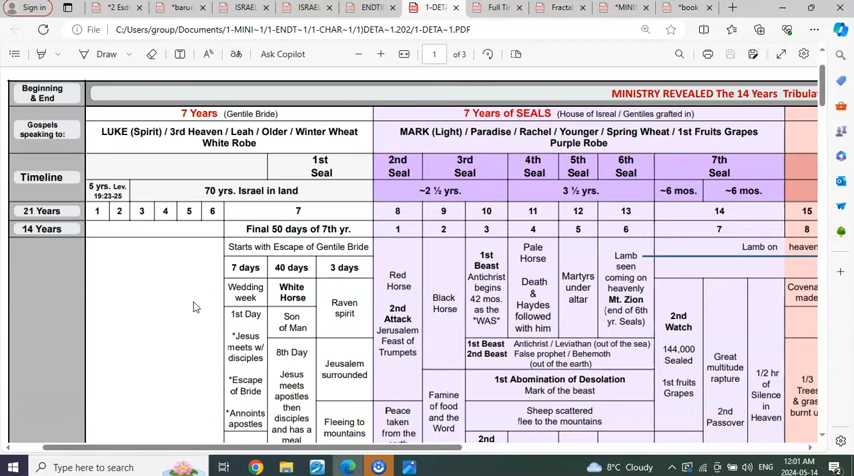 Sign in
*2 Esd
*baruc
ISRAEL
ISRAEL
ENDTI
1-DETA
Full Tim
Fractal
*MINIS
*book
File
C:/Users/group/Documents/1-MINI~1/1-ENDT~1/1-CHAR~1/1)DETA~1.202/1-DETA~1.PDF
Draw
Ask Copilot
1 of 3
Beginning
& End
MINISTRY REVEALED The 14 Years Tribula
Gospels
speaking to:
7 Years (Gentile Bride)
7 Years of SEALS (House of Isreal / Gentiles grafted in)
LUKE (Spirit) / 3rd Heaven / Leah / Older / Winter Wheat
White Robe
MARK (Light) / Paradise / Rachel / Younger / Spring Wheat / 1st Fruits Grapes
Purple Robe
Timeline
1st
Seal
2nd
Seal
3rd
Seal
4th
Seal
5th
Seal
6th
Seal
7th
Seal
5 yrs. Lev.
19:23-25
70 yrs. Israel in land
~2 ½ yrs.
3 ½ yrs.
~6 mos.
~6 mos.
21 Years
1 2 3 4 5 6 7 8 9 10 11 12 13 14 15
14 Years
Final 50 days of 7th yr.
1 2 3 4 5 6 7 8
Starts with Escape of Gentile Bride
7 days
40 days
3 days
Wedding
week
1st Day
*Jesus
meets w/
disciples
*Escape
of Bride
*Annoints
apostles
White
Horse
Son
of Man
8th Day
Jesus
meets
apostles
then
disciples
and has a
meal
Raven
spirit
Jeusalem
surrounded
Fleeing to
mountains
Red
Horse
2nd
Attack
Jerusalem
Feast of
Trumpets
Peace
taken
from the
Black
Horse
Famine
of food
and the
Word
1st
Beast
Antichrist
begins
42 mos.
as the
"WAS"
Pale
Horse
Death
&
Haydes
followed
with him
Martyrs
under
altar
Lamb
seen
coming on
heavenly
Mt. Zion
(end of 6th
yr. Seals)
1st Beast Antichrist / Leviathan (out of the sea)
2nd Beast False prophet / Behemoth
(out of the earth)
1st Abomination of Desolation
Mark of the beast
Sheep scattered
flee to the mountains
2nd
Lamb on heaven
2nd
Watch
144,000
Sealed
1st fruits
Grapes
Great
multitude
rapture
2nd
Passover
1/2 hr
of
Silence
in
Heaven
Covena
made
1/3
Trees
& gras
burnt u
Type here to search
8°C Cloudy
ENG
12:01 AM
2024-05-14